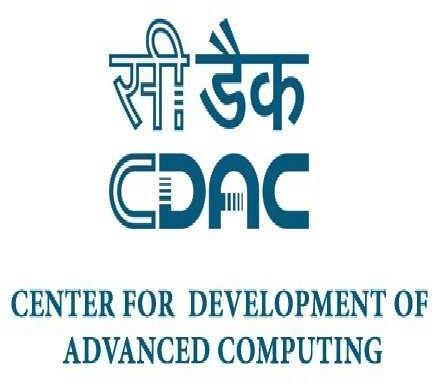 सी डैक
CDAC
CENTER FOR DEVELOPMENT OF
ADVANCED COMPUTING